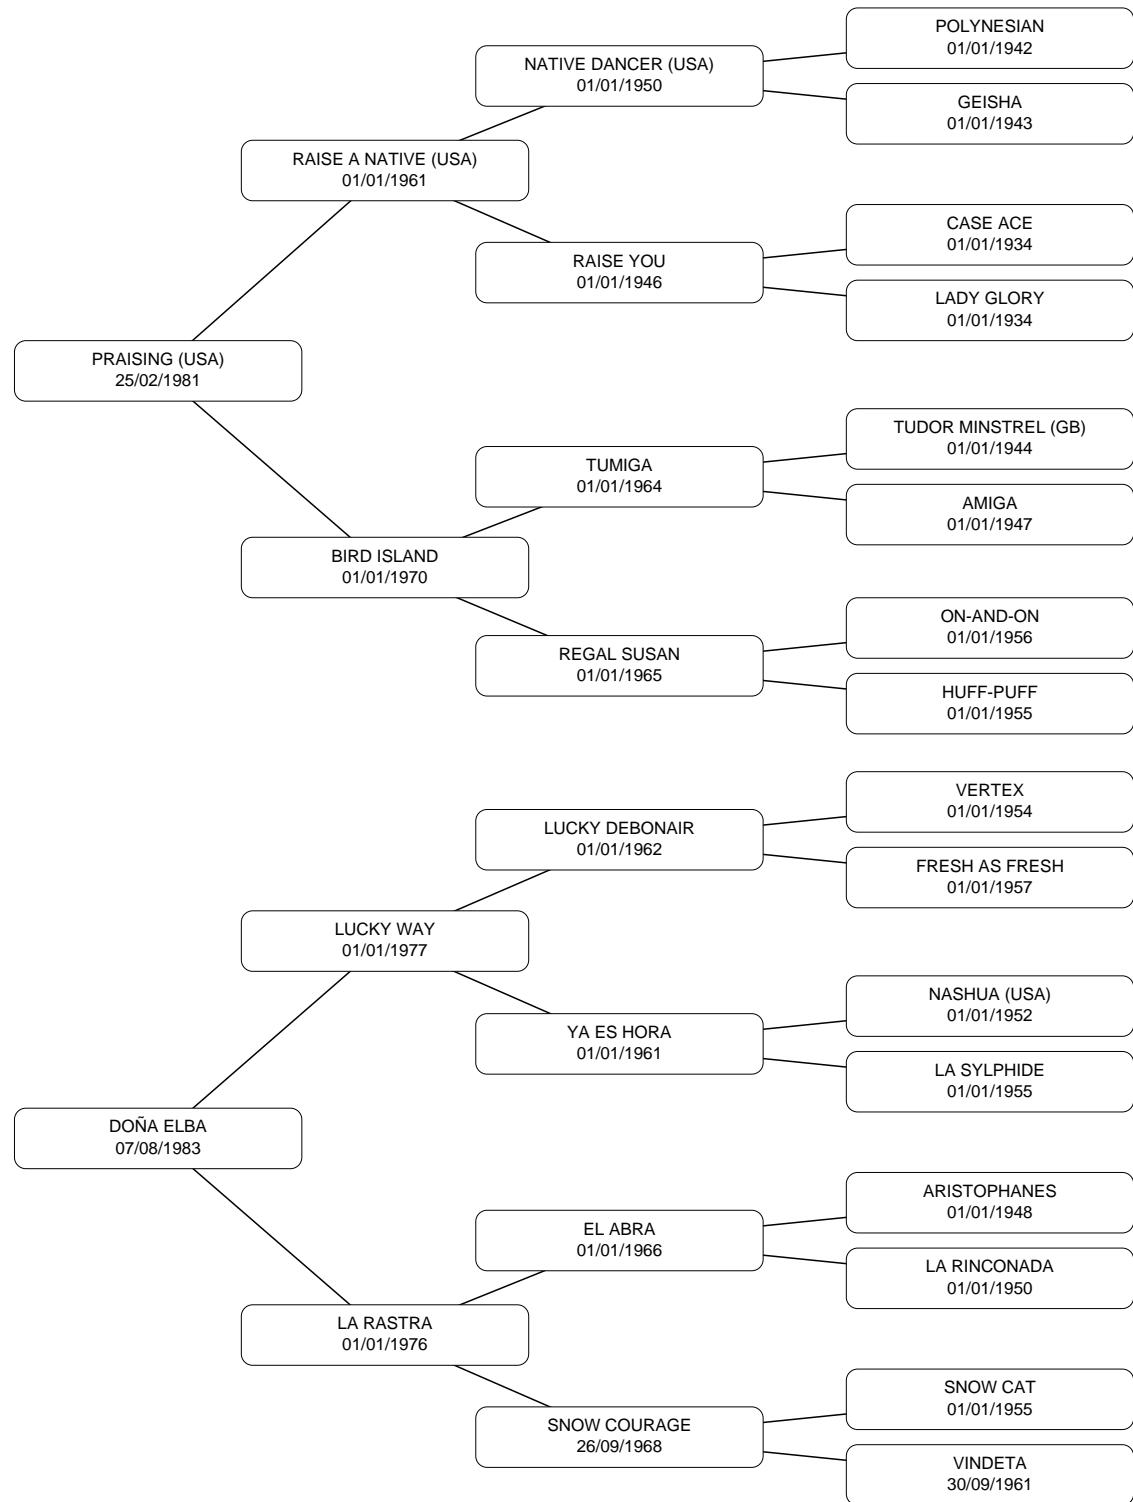 POLYNESIAN
01/01/1942
NATIVE DANCER (USA)
01/01/1950
GEISHA
01/01/1943
RAISE A NATIVE (USA)
01/01/1961
CASE ACE
01/01/1934
RAISE YOU
01/01/1946
LADY GLORY
01/01/1934
PRAISING (USA)
25/02/1981
TUDOR MINSTREL (GB)
01/01/1944
TUMIGA
01/01/1964
AMIGA
01/01/1947
BIRD ISLAND
01/01/1970
ON-AND-ON
01/01/1956
REGAL SUSAN
01/01/1965
HUFF-PUFF
01/01/1955
VERTEX
01/01/1954
LUCKY DEBONAIR
01/01/1962
FRESH AS FRESH
01/01/1957
LUCKY WAY
01/01/1977
NASHUA (USA)
01/01/1952
YA ES HORA
01/01/1961
LA SYLPHIDE
01/01/1955
DOÑA ELBA
07/08/1983
ARISTOPHANES
01/01/1948
EL ABRA
01/01/1966
LA RINCONADA
01/01/1950
LA RASTRA
01/01/1976
SNOW CAT
01/01/1955
SNOW COURAGE
26/09/1968
VINDETA
30/09/1961